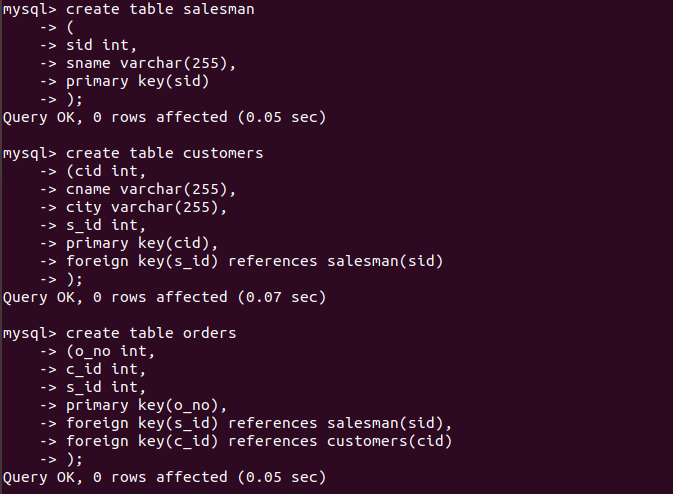 mysql> create table salesman
    -> (
    -> sid int,
    -> sname varchar(255),
    -> primary key(sid)
    -> );
Query OK, 0 rows affected (0.05 sec)

mysql> create table customers
    -> (cid int,
    -> cname varchar(255),
    -> city varchar(255),
    -> s_id int,
    -> primary key(cid),
    -> foreign key(s_id) references salesman(sid)
    -> );
Query OK, 0 rows affected (0.07 sec)

mysql> create table orders
    -> (o_no int,
    -> c_id int,
    -> s_id int,
    -> primary key(o_no),
    -> foreign key(s_id) references salesman(sid),
    -> foreign key(c_id) references customers(cid)
    -> );
Query OK, 0 rows affected (0.05 sec)